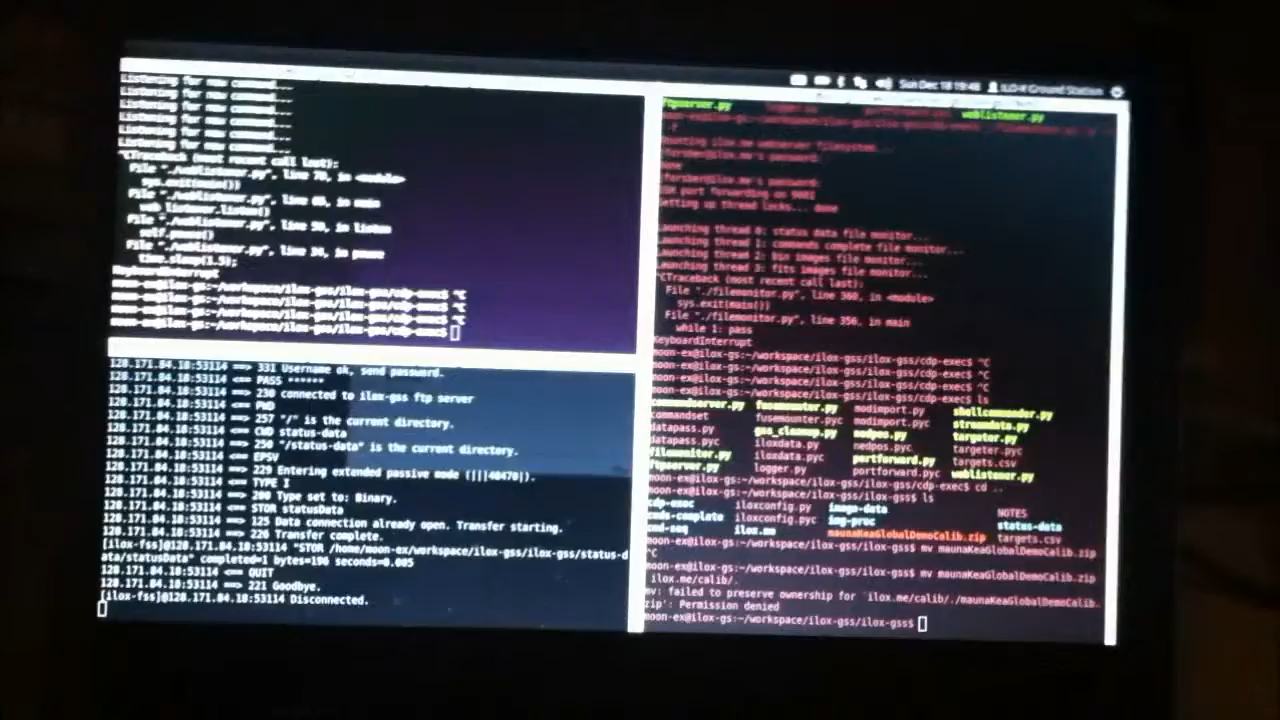 Sun Dec 18 19:48 ILO-X Ground Station
Listening for new command...
Listening for new command...
Listening for new command...
Listening for new command...
Listening for new command...
Listening for new command...
^CTraceback (most recent call last):
File "./weblistener.py", line 70, in <module>
sys.exit(main())
File "./weblistener.py", line in main
web_listener.listen()
File "./weblistener.py", line 50, in listen
self.pause()
File "./weblistener.py", line 34, in pause
time.sleep(1.5);
KeyboardInterrupt
moon-ex@ilox-gs:~/workspace/ilox-gss/ilox-gss/cdp-exec$ ^C
moon-ex@ilox-gs:~/workspace/ilox-gss/ilox-gss/cdp-exec$ ^C
moon-ex@ilox-gs:~/workspace/ilox-gss/ilox-gss/cdp-exec$ ^C
moon-ex@ilox-gs:~/workspace/ilox-gss/ilox-gss/cdp-exec$
128.171.84.18:53114 ==> 331 Username ok, send password.
128.171.84.18:53114 <== PASS ******
128.171.84.18:53114 ==> 230 connected to ilox-gss ftp server
128.171.84.18:53114 <== PWD
128.171.84.18:53114 ==> 257 "/" is the current directory.
128.171.84.18:53114 <== CWD status-data
128.171.84.18:53114 ==> 250 "/status-data" is the current directory.
128.171.84.18:53114 <== EPSV
128.171.84.18:53114 ==> 229 Entering extended passive mode (|||48470|).
128.171.84.18:53114 <== TYPE I
128.171.84.18:53114 ==> 200 Type set to: Binary.
128.171.84.18:53114 <== STOR statusData
128.171.84.18:53114 ==> 125 Data connection already open. Transfer starting.
128.171.84.18:53114 ==> 226 Transfer complete.
[ilox-fss]@128.171.84.18:53114 "STOR /home/moon-ex/workspace/ilox-gss/ilox-gss/status-d
ata/statusData" completed=1 bytes=196 seconds=0.005
128.171.84.18:53114 <== QUIT
128.171.84.18:53114 ==> 221 Goodbye.
[ilox-fss]@128.171.84.18:53114 Disconnected.
ftpserver.py logger.py weblistener.py
Mounting ilox.me webserver filesystem...
jforsber@ilox.me's password:
done
jforsber@ilox.me's password:
SSH port forwarding on 9001
Setting up thread locks... done
Launching thread 0: status data file monitor...
Launching thread 1: commands complete file monitor...
Launching thread 2: bin images file monitor...
Launching thread 3: fits images file monitor...
^CTraceback (most recent call last):
File "./filemonitor.py", line 360, in <module>
sys.exit(main())
File "./filemonitor.py", line 356, in main
while 1: pass
KeyboardInterrupt
moon-ex@ilox-gs:~/workspace/ilox-gss/ilox-gss/cdp-exec$ ^C
moon-ex@ilox-gs:~/workspace/ilox-gss/ilox-gss/cdp-exec$ ^C
moon-ex@ilox-gs:~/workspace/ilox-gss/ilox-gss/cdp-exec$ ^C
moon-ex@ilox-gs:~/workspace/ilox-gss/ilox-gss/cdp-exec$ ls
commandserver.py fusemounter.py modimport.py shellcommander.py
commandset fusemounter.pyc modimport.pyc streamdata.py
datapass.py gss_cleanup.py nedpos.py targeter.py
datapass.pyc iloxdata.py nedpos.pyc targeter.pyc
filemonitor.py iloxdata.pyc portforward.py targets.csv
ftpserver.py logger.py portforward.pyc weblistener.py
moon-ex@ilox-gs:~/workspace/ilox-gss/ilox-gss/cdp-exec$ cd ..
moon-ex@ilox-gs:~/workspace/ilox-gss/ilox-gss$ ls
cdp-exec iloxconfig.py image-data NOTES
cmds-complete iloxconfig.pyc img-proc status-data
cmd-seq ilox.me maunaKeaGlobalDemoCalib.zip targets.csv
moon-ex@ilox-gs:~/workspace/ilox-gss/ilox-gss$ mv maunaKeaGlobalDemoCalib.zip
^C
moon-ex@ilox-gs:~/workspace/ilox-gss/ilox-gss$ mv maunaKeaGlobalDemoCalib.zip
ilox.me/calib/.
mv: failed to preserve ownership for `ilox.me/calib/./maunaKeaGlobalDemoCalib.
zip': Permission denied
moon-ex@ilox-gs:~/workspace/ilox-gss/ilox-gss$